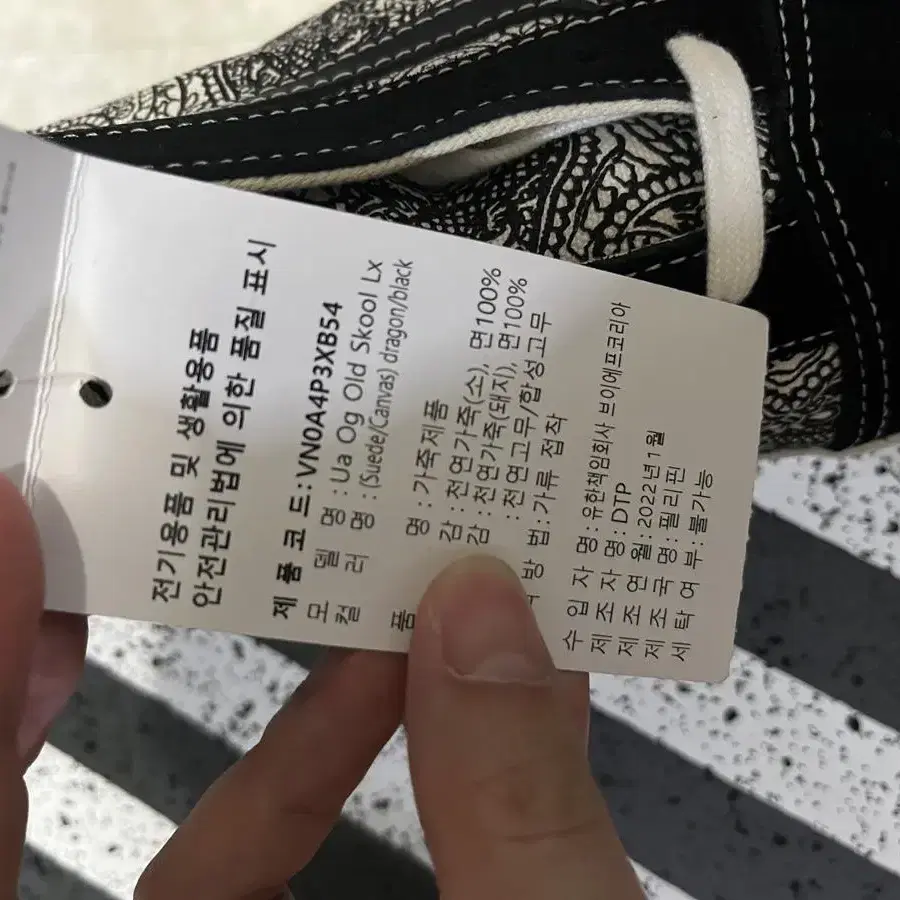 전기용품 및 생활용품
안전관리법에 의한 품질 표시
제 품 코 드 : VN0A4P3XB54
모 델 명 : Ua Og Old Skool Lx
컬 러 명 : (Suede/Canvas) dragon/black
품 명 : 가죽제품
감 : 천연가죽(소), 면100%
감 : 천연가죽(돼지), 면100%
: 천연고무/합성고무
방 법 : 가류 접착
수 입 자 명 : 유한책임회사 브이에프코리아
제 조 자 명 : DTP
제 조 연 월 : 2022년 1월
제 조 국 명 : 필리핀
세 탁 여 부 : 불가능